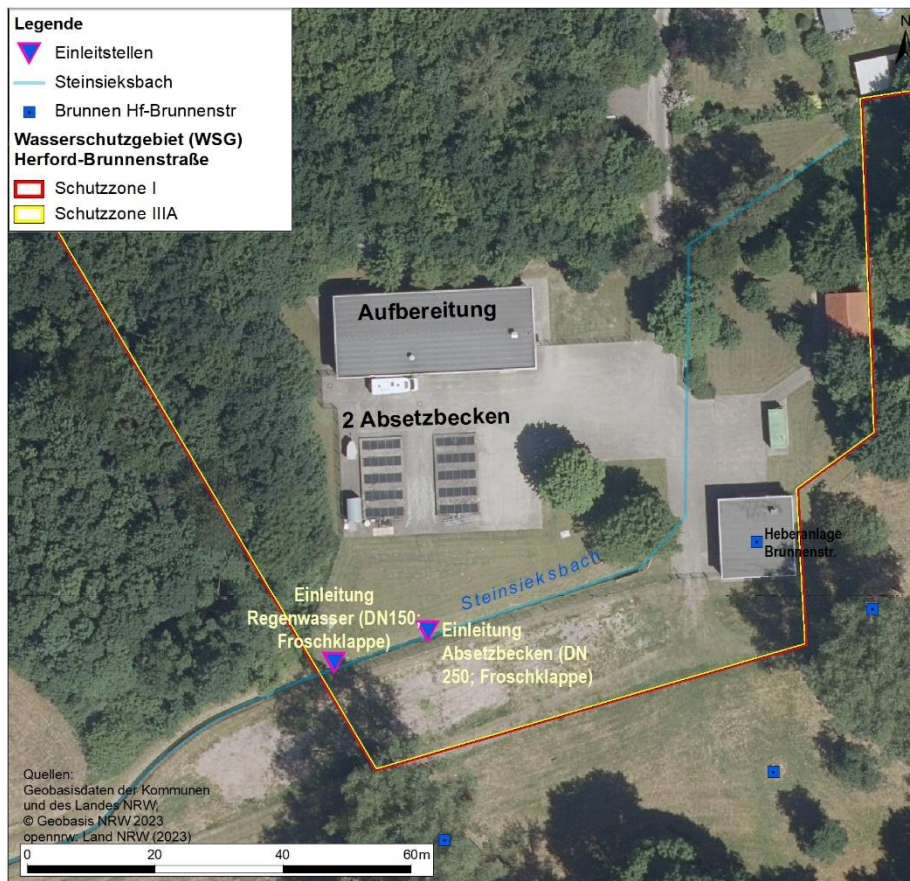 Legende
Einleitstellen
Steinsieksbach
Brunnen Hf-Brunnenstr
Wasserschutzgebiet (WSG)
Herford-Brunnenstraße
Schutzzone I
Schutzzone IIIA
N
Aufbereitung
2 Absetzbecken
Heberanlage
Brunnenstr.
Steinsieksbach
Einleitung
Regenwasser (DN150;
Froschklappe)
Einleitung
Absetzbecken (DN
250; Froschklappe)
Quellen:
Geobasisdaten der Kommunen
und des Landes NRW,
© Geobasis NRW 2023
opennrw: Land NRW (2023)
0 20 40 60 m